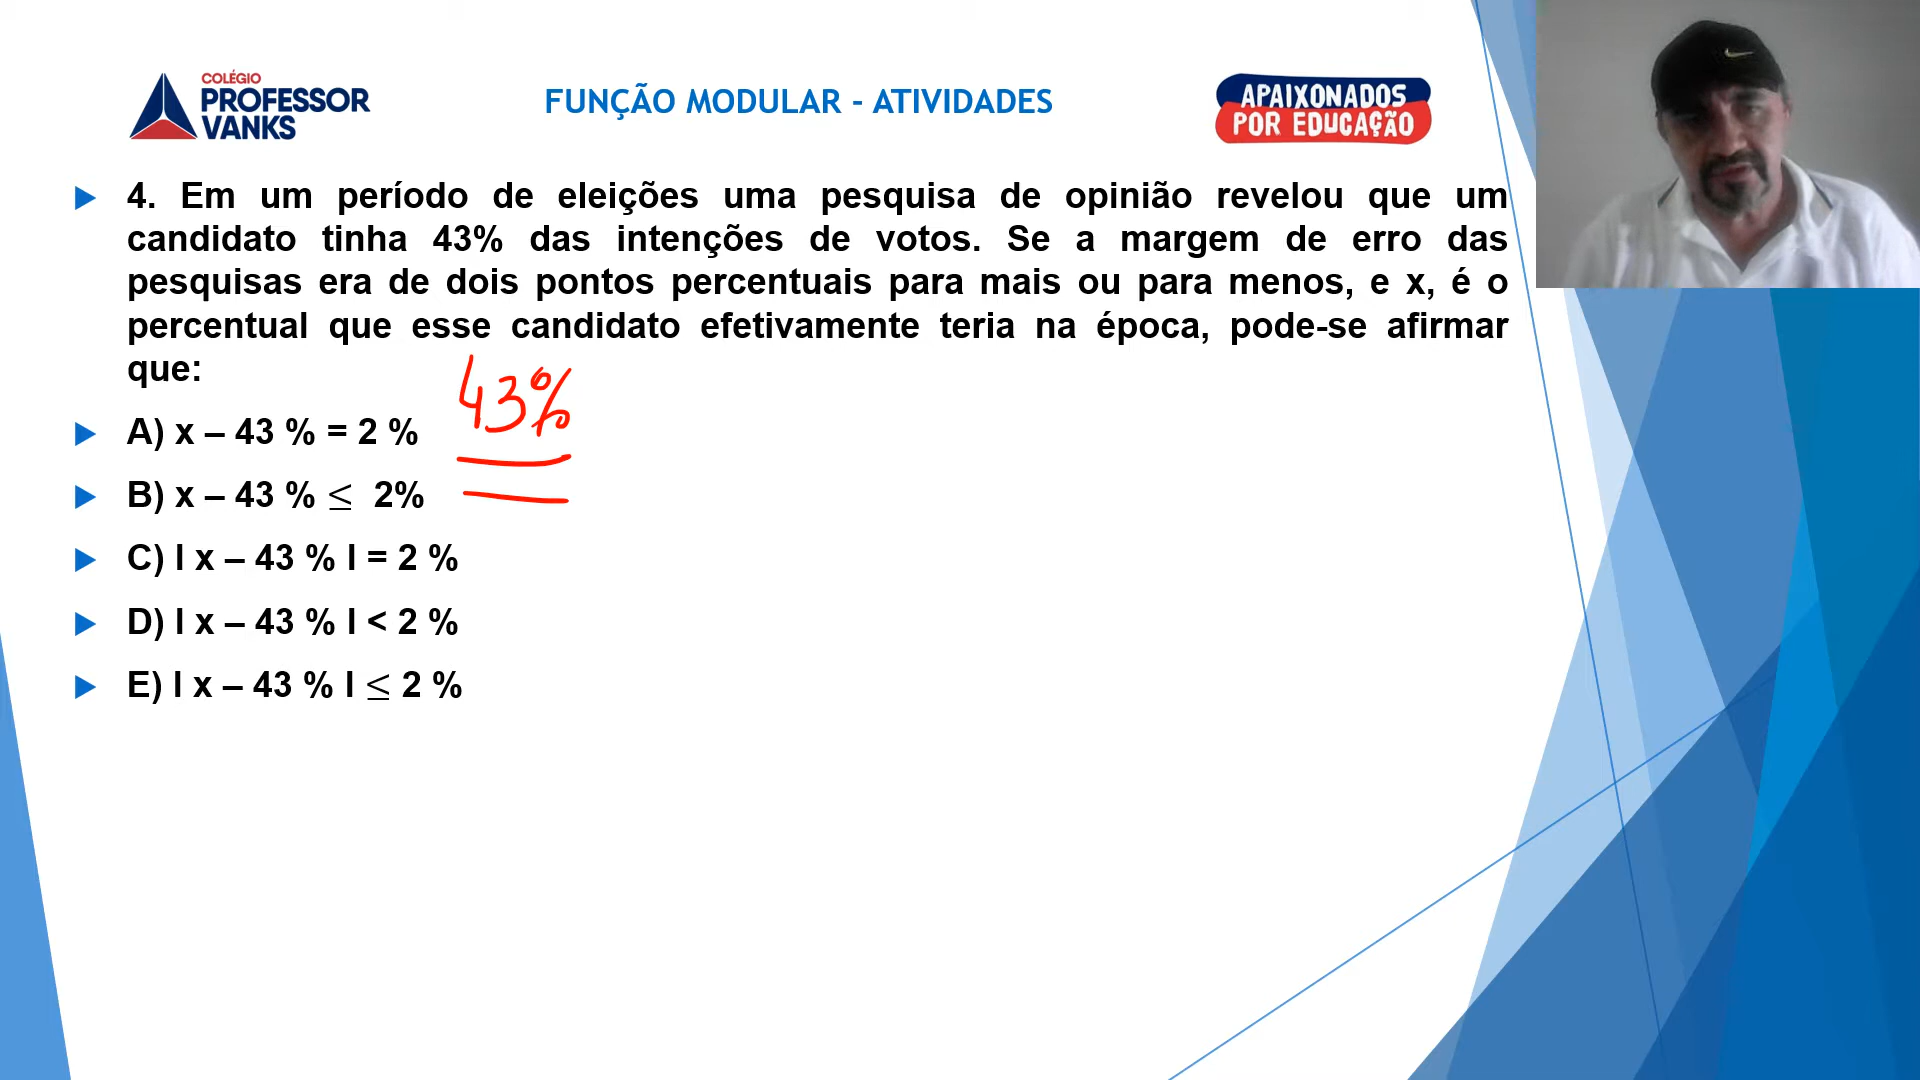 COLÉGIO
PROFESSOR
VANKS
FUNÇÃO MODULAR - ATIVIDADES
APAIXONADOS
POR EDUCAÇÃO
4. Em um período de eleições uma pesquisa de opinião revelou que um
candidato tinha 43% das intenções de votos. Se a margem de erro das
pesquisas era de dois pontos percentuais para mais ou para menos, e x, é o
percentual que esse candidato efetivamente teria na época, pode-se afirmar
que:
43%
A) x – 43 % = 2 %
B) x – 43 % ≤ 2%
C) I x – 43 % I = 2 %
D) I x – 43 % I < 2 %
E) I x – 43 % I ≤ 2 %